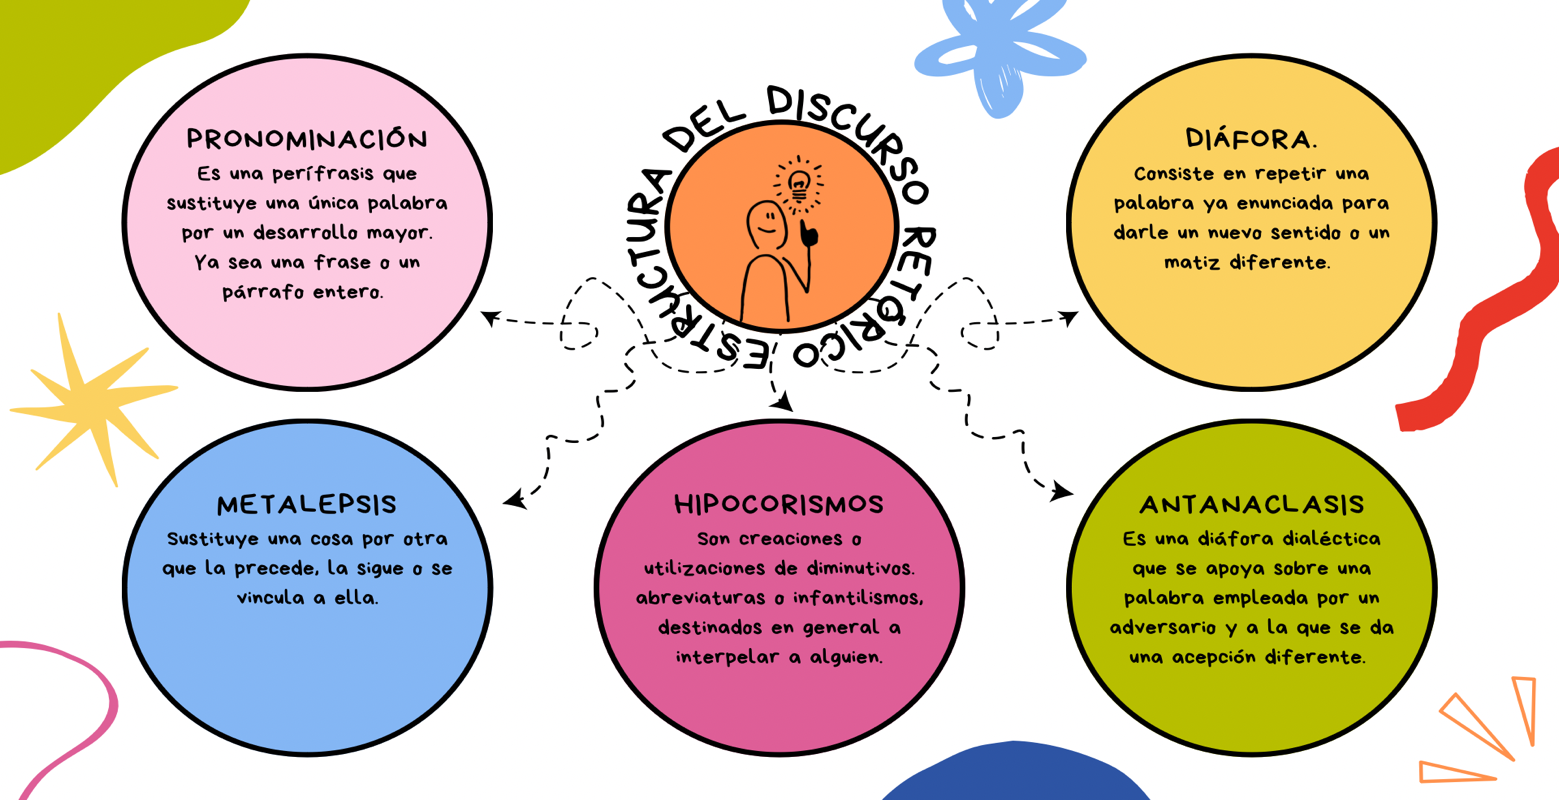 ESTRUCTURA DEL DISCURSO RETÓRICO
PRONOMINACIÓN
Es una perífrasis que
sustituye una única palabra
por un desarrollo mayor.
Ya sea una frase o un
párrafo entero.
DIÁFORA.
Consiste en repetir una
palabra ya enunciada para
darle un nuevo sentido o un
matiz diferente.
METALEPSIS
Sustituye una cosa por otra
que la precede, la sigue o se
vincula a ella.
HIPOCORISMOS
Son creaciones o
utilizaciones de diminutivos.
abreviaturas o infantilismos,
destinados en general a
interpelar a alguien.
ANTANACLASIS
Es una diáfora dialéctica
que se apoya sobre una
palabra empleada por un
adversario y a la que se da
una acepción diferente.